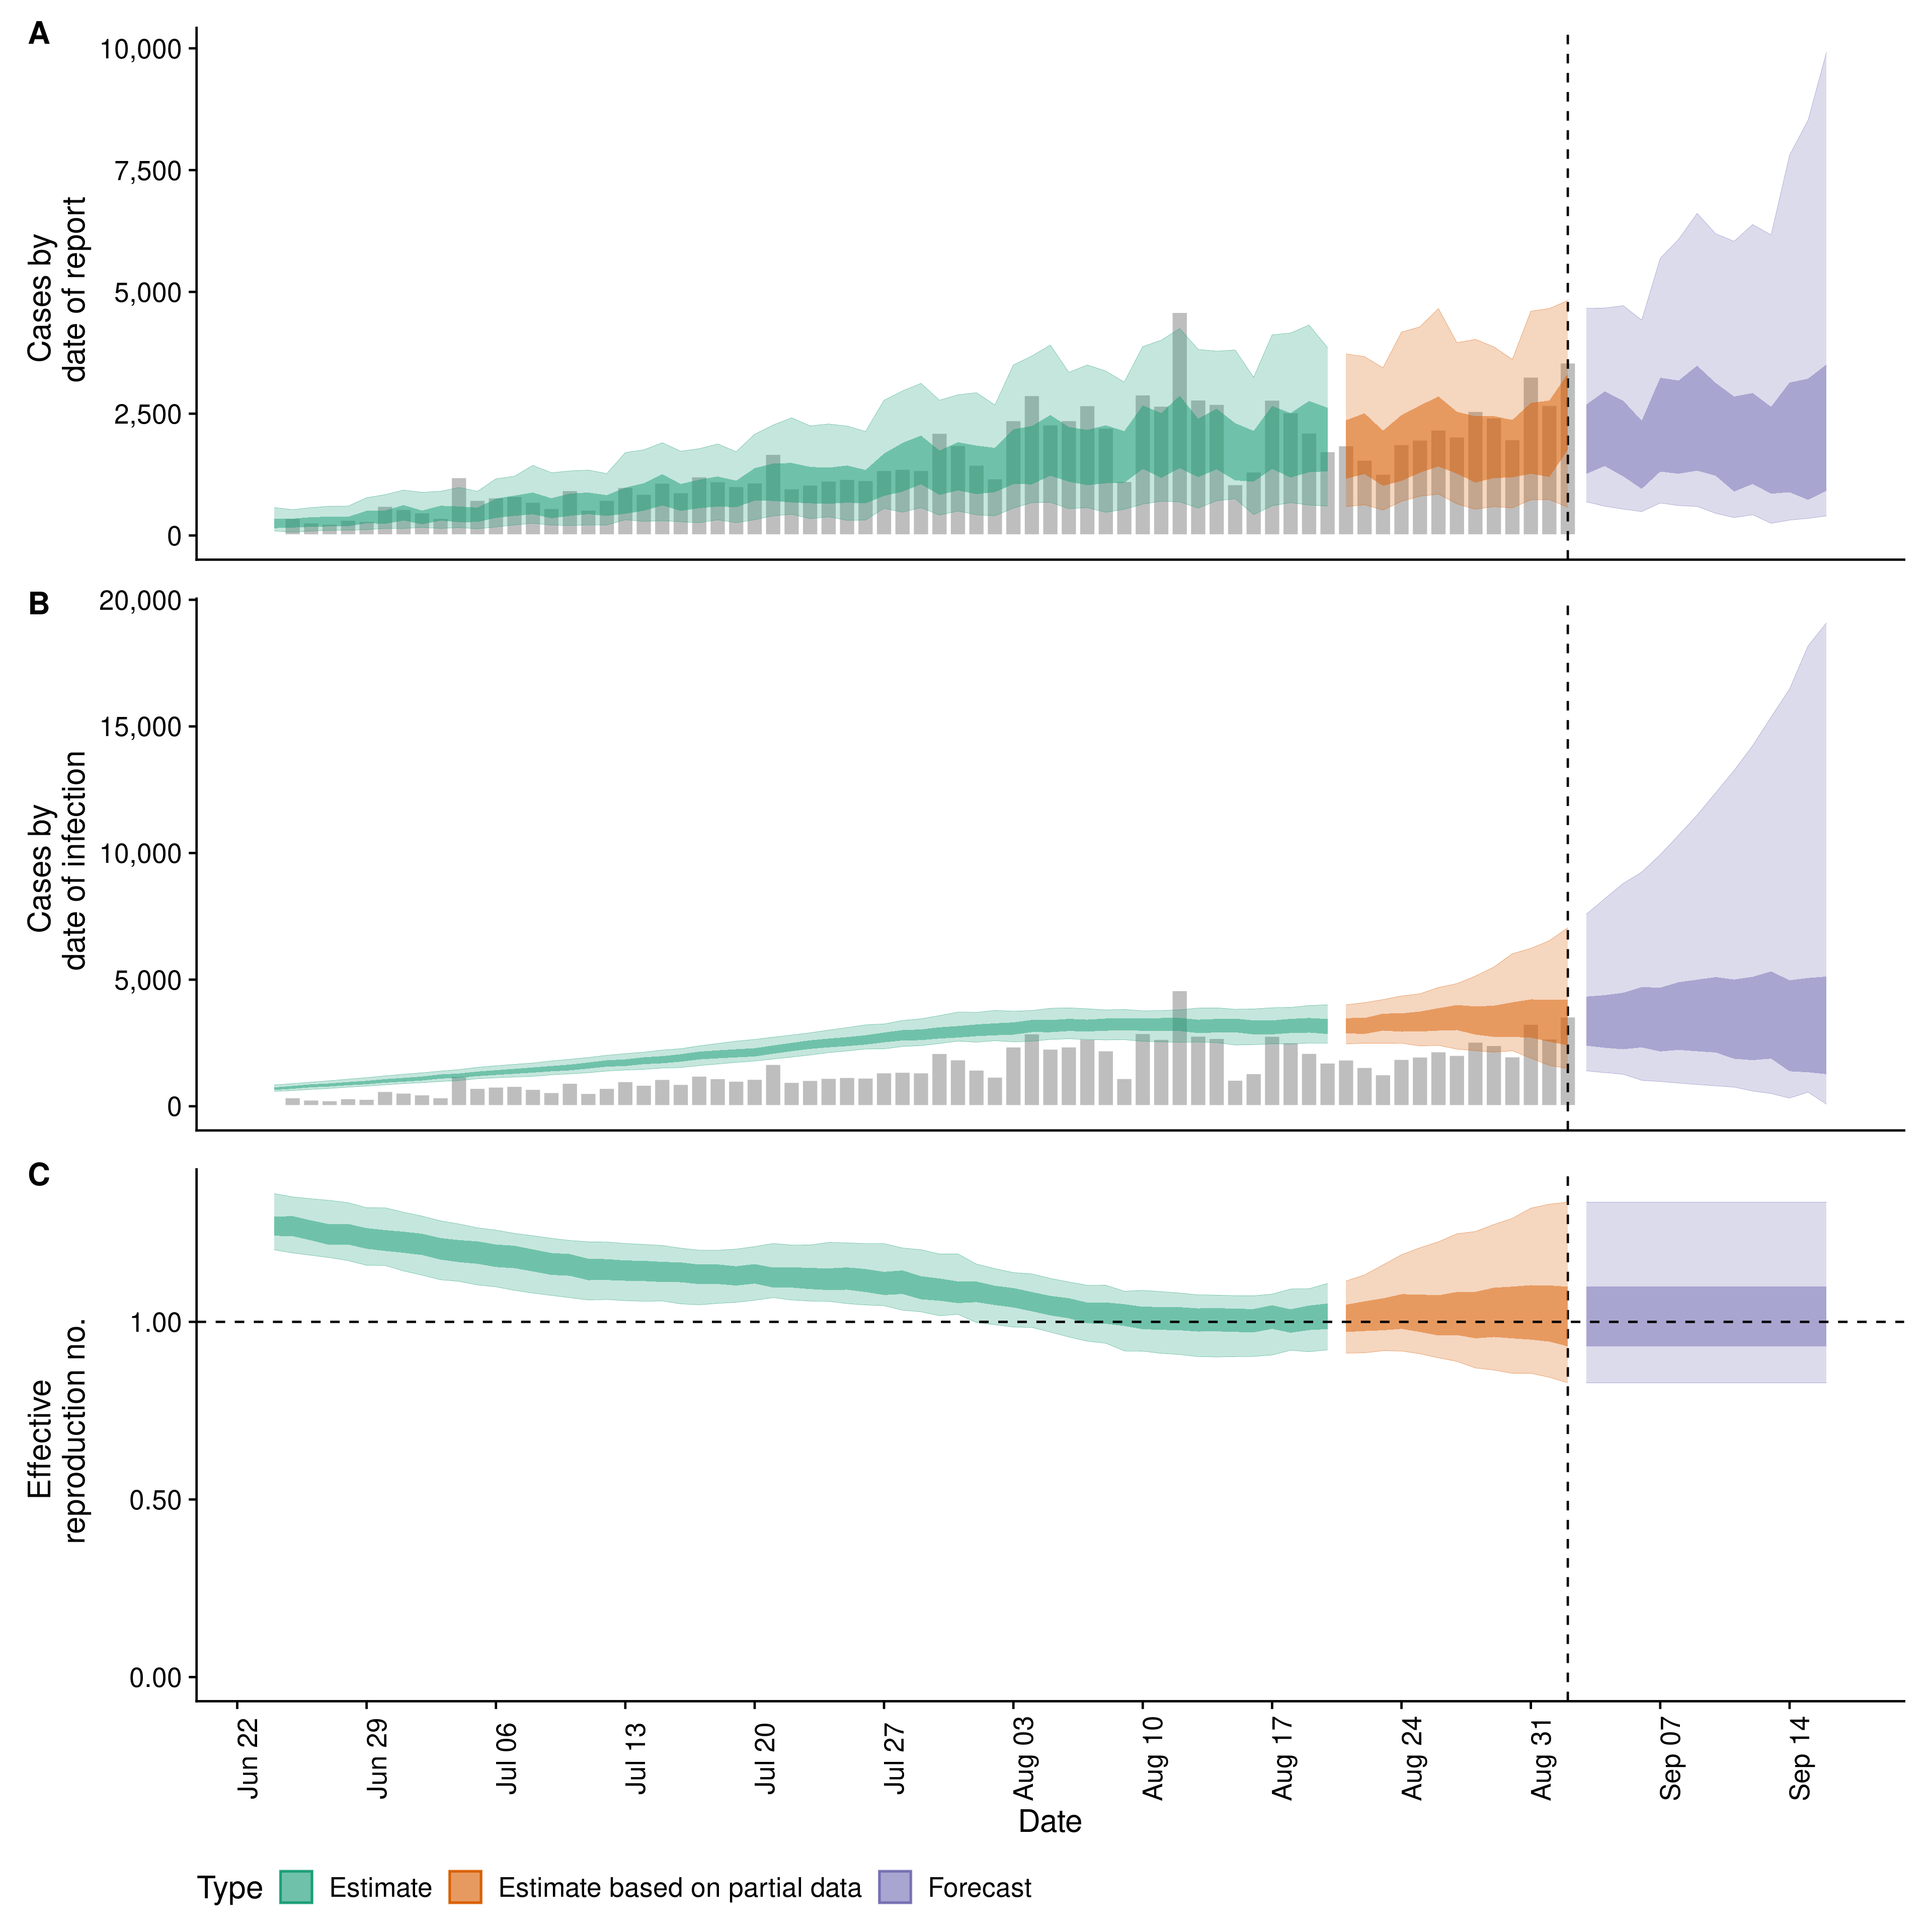 A
10,000
7,500
5,000
2,500
0
Cases by
date of report
B
20,000
15,000
10,000
5,000
0
Cases by
date of infection
C
1.00
0.50
0.00
Effective
reproduction no.
Jun 22
Jun 29
Jul 06
Jul 13
Jul 20
Jul 27
Aug 03
Aug 10
Aug 17
Aug 24
Aug 31
Sep 07
Sep 14
Date
Type Estimate Estimate based on partial data Forecast